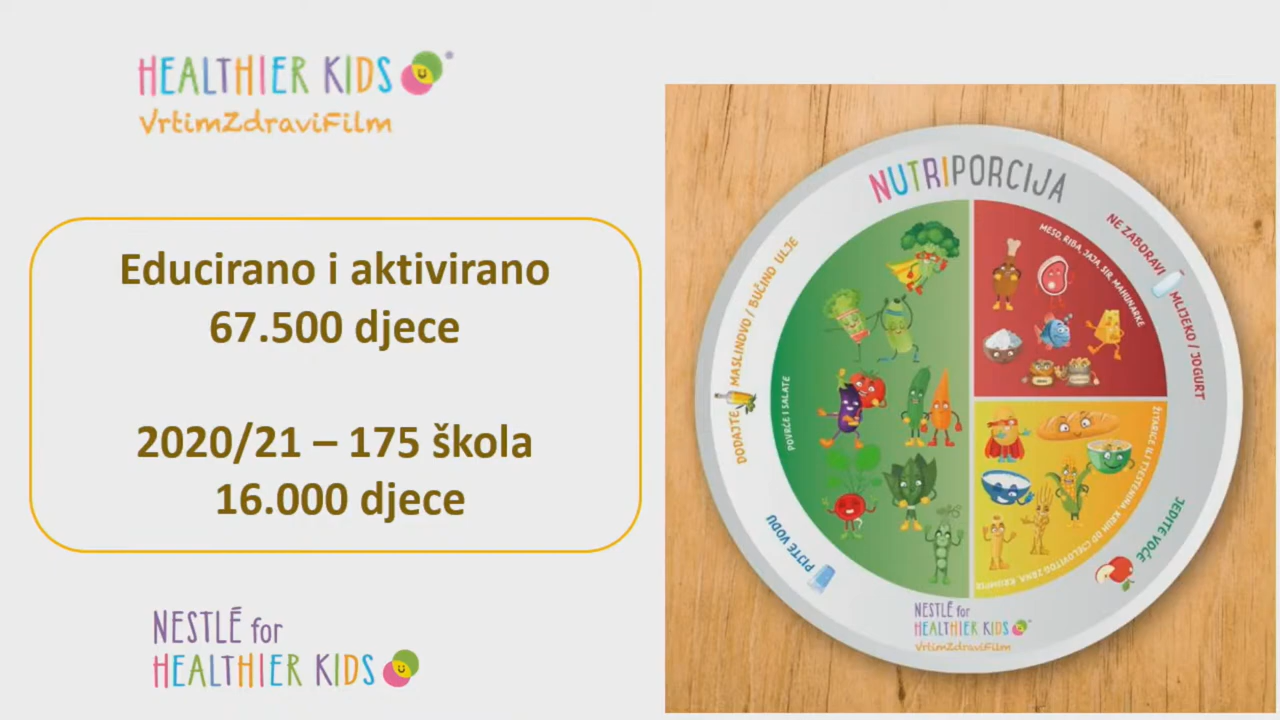 HEALTHIER KIDS
VrtimZdraviFilm
Educirano i aktivirano
67.500 djece
2020/21 – 175 škola
16.000 djece
NESTLÉ for
HEALTHIER KIDS
NUTRIPORCIJA
DODAJTE MASLINOVO / BUČINO ULJE
NE ZABORAVI MLIJEKO / JOGURT
MESO, RIBA, JAJA, SIR, MAHUNARKE
POVRĆE I SALATE
ŽITARICE ILI TJESTENINA, KRUH OD CJELOVITOG ZRNA, KRUMPIR
PIJTE VODU
JEDITE VOĆE
NESTLÉ for
HEALTHIER KIDS
VrtimZdraviFilm